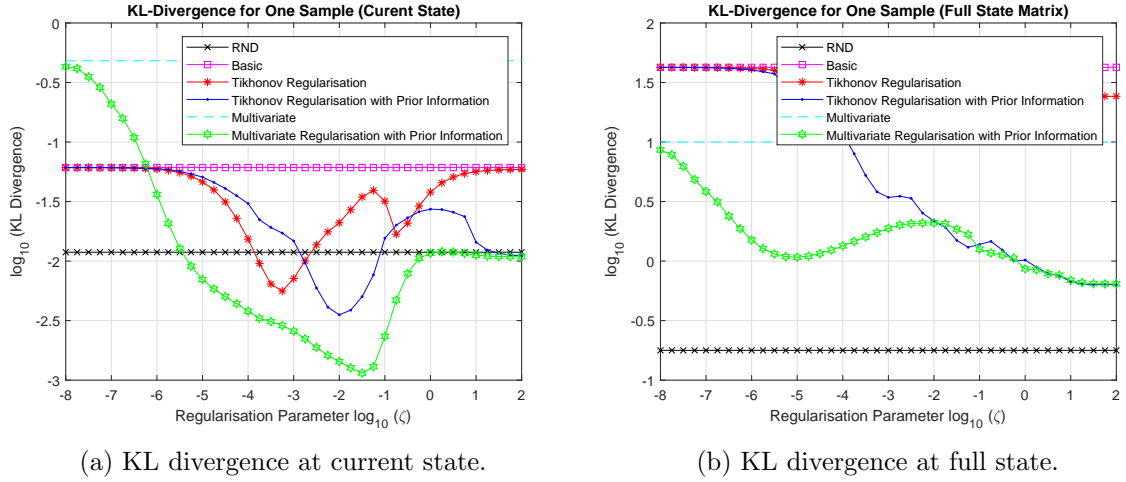 KL-Divergence for One Sample (Curent State)
log10 (KL Divergence)
0
-0.5
-1
-1.5
-2
-2.5
-3
RND
Basic
Tikhonov Regularisation
Tikhonov Regularisation with Prior Information
Multivariate
Multivariate Regularisation with Prior Information
-8 -7 -6 -5 -4 -3 -2 -1 0 1 2
Regularisation Parameter log10 (ζ)
(a) KL divergence at current state.
KL-Divergence for One Sample (Full State Matrix)
log10 (KL Divergence)
2
1.5
1
0.5
0
-0.5
-1
RND
Basic
Tikhonov Regularisation
Tikhonov Regularisation with Prior Information
Multivariate
Multivariate Regularisation with Prior Information
-8 -7 -6 -5 -4 -3 -2 -1 0 1 2
Regularisation Parameter log10 (ζ)
(b) KL divergence at full state.